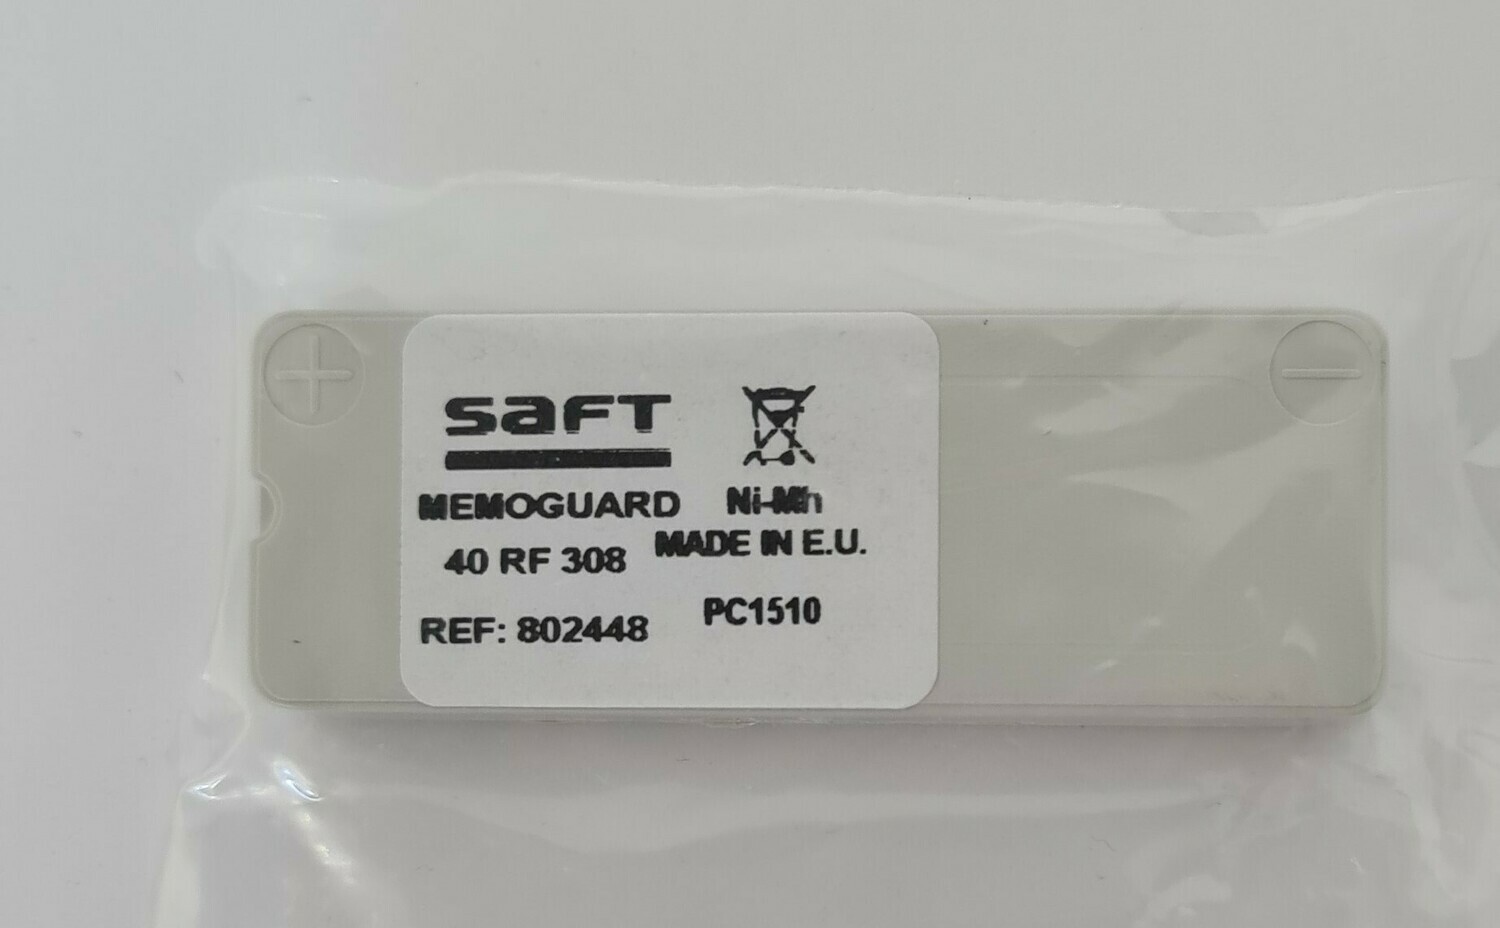 saFT
MEMOGUARD
40 RF 308
REF: 802448
Ni-Mh
MADE IN E.U.
PC1510